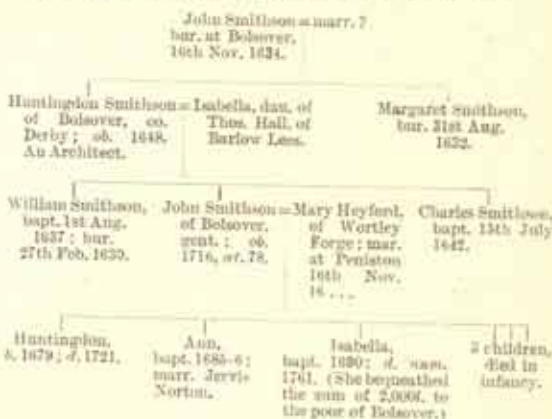 John Smithson = marr. ?
bur. at Bolsover,
16th Nov. 1634.
Huntingdon Smithson = Isabella, dau. of
of Bolsover, co.
Derby; ob. 1648.
An Architect.
Thos. Hall, of
Barlow Lees.
Margaret Smithson,
bur. 31st Aug.
1632.
William Smithson,
bapt. 1st Aug.
1637; bur.
27th Feb. 1639.
John Smithson = Mary Heyford,
of Bolsover,
gent.; ob.
1716, æt. 78.
of Wortley
Forge; mar.
at Peniston
16th Nov.
16 ...
Charles Smithson,
bapt. 15th July
1642.
Huntingdon,
b. 1679; d. 1721.
Ann,
bapt. 1685-6;
marr. Jervis
Norton.
Isabella,
bapt. 1690; d. num.
1761. (She bequeathed
the sum of 2,000l. to
the poor of Bolsover.)
children,
died in
infancy.